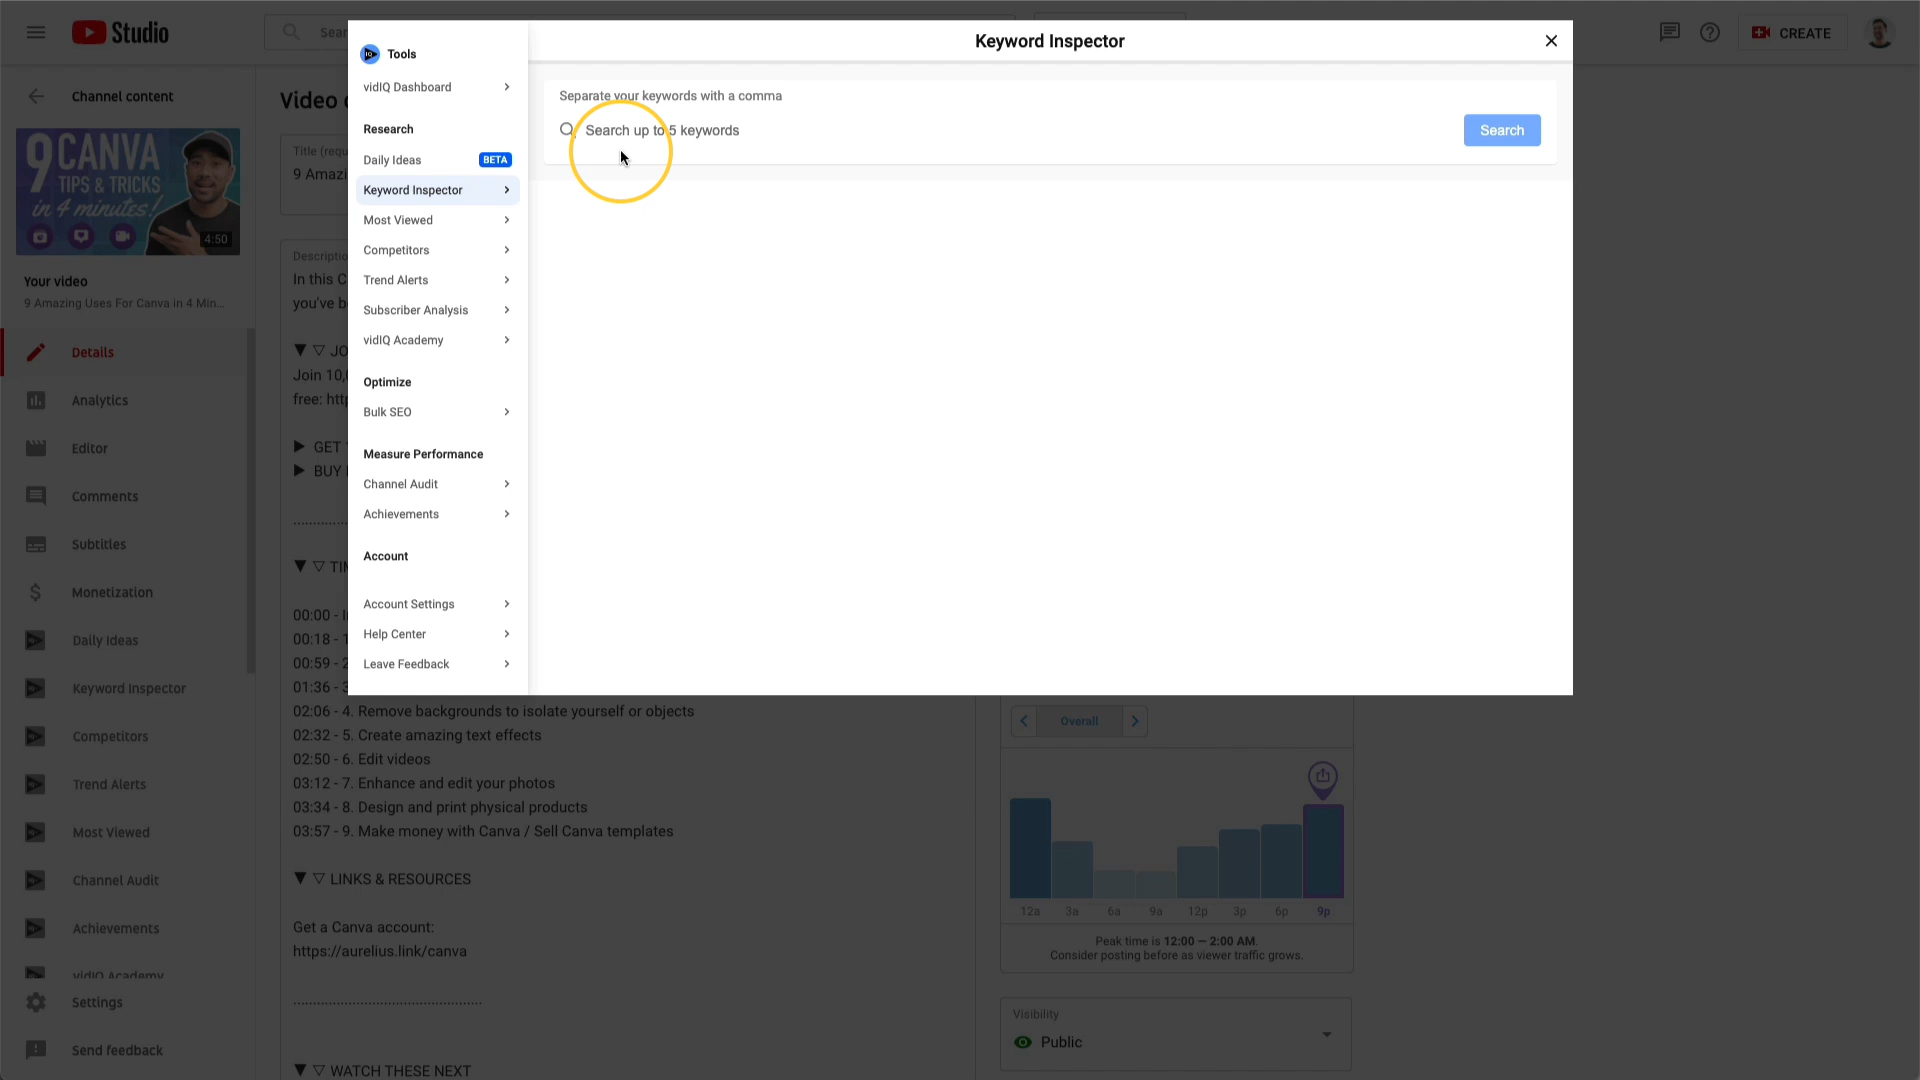 Studio
Sear
CREATE
Channel content
9 CANVA
TIPS & TRICKS
in 4 minutes!
4:50
Your video
9 Amazing Uses For Canva in 4 Min...
Details
Analytics
Editor
Comments
Subtitles
Monetization
Daily Ideas
Keyword Inspector
Competitors
Trend Alerts
Most Viewed
Channel Audit
Achievements
vidIQ Academy
Settings
Send feedback
Video
Title (requ
9 Amazi
Descriptio
In this C
you've b
▼ ▽ JO
Join 10,
free: htt
▶ GET
▶ BUY
▼ ▽ TIM
00:00 - I
00:18 - 1
00:59 - 2
01:36 - 3
02:06 - 4. Remove backgrounds to isolate yourself or objects
02:32 - 5. Create amazing text effects
02:50 - 6. Edit videos
03:12 - 7. Enhance and edit your photos
03:34 - 8. Design and print physical products
03:57 - 9. Make money with Canva / Sell Canva templates
▼ ▽ LINKS & RESOURCES
Get a Canva account:
https://aurelius.link/canva
▼ ▽ WATCH THESE NEXT
Tools
vidIQ Dashboard
Research
Daily Ideas BETA
Keyword Inspector
Most Viewed
Competitors
Trend Alerts
Subscriber Analysis
vidIQ Academy
Optimize
Bulk SEO
Measure Performance
Channel Audit
Achievements
Account
Account Settings
Help Center
Leave Feedback
Keyword Inspector
Separate your keywords with a comma
Search up to 5 keywords
Search
Overall
12a 3a 6a 9a 12p 3p 6p 9p
Peak time is 12:00 – 2:00 AM.
Consider posting before as viewer traffic grows.
Visibility
Public